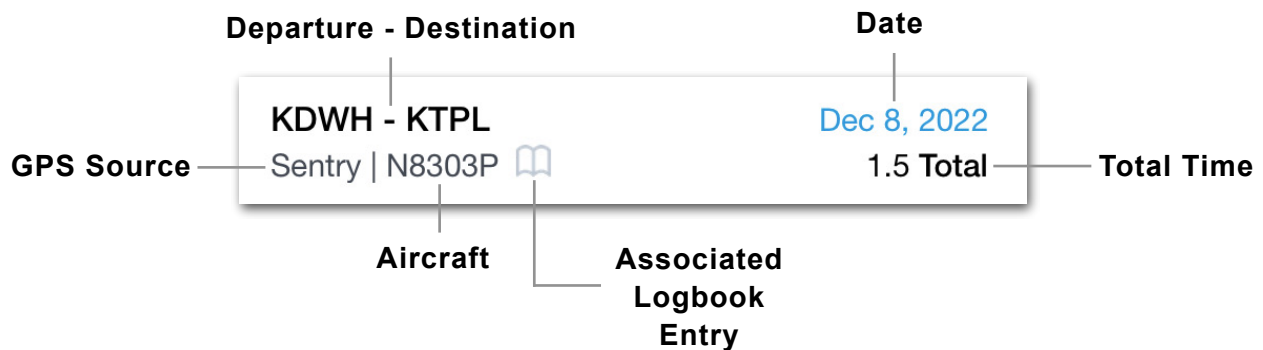 Departure - Destination
Date
KDWH - KTPL
Dec 8, 2022
GPS Source
Sentry | N8303P
1.5 Total
Total Time
Aircraft
Associated
Logbook
Entry